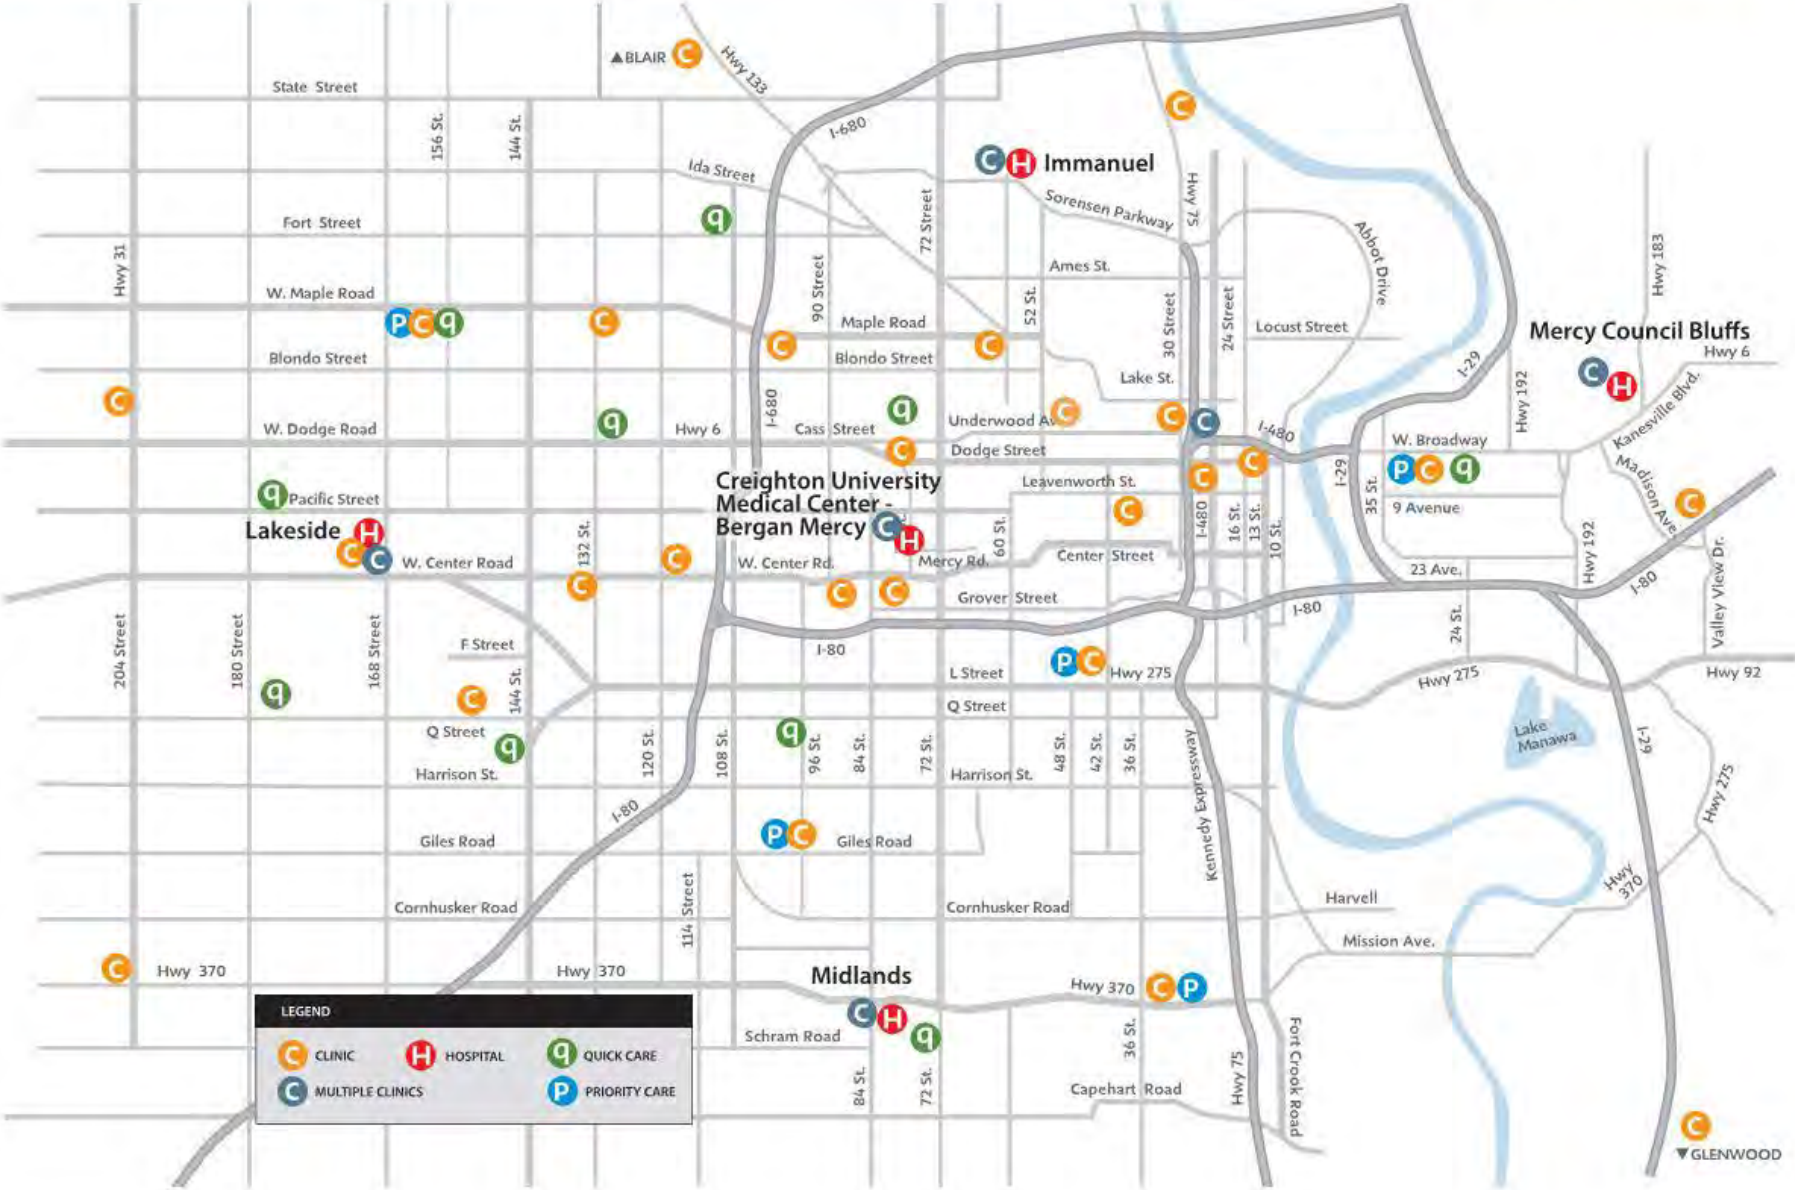 ▲BLAIR
C
Hwy 133
State Street
I-680
C
156 St.
144 St.
C H Immanuel
Ida Street
Hwy 75
Sorensen Parkway
72 Street
q
Fort Street
Abbot Drive
Hwy 31
Hwy 183
Ames St.
90 Street
W. Maple Road
52 St.
30 Street
24 Street
P C q
C
Maple Road
Locust Street
Mercy Council Bluffs
C
C
Blondo Street
Blondo Street
Hwy 6
I-29
C H
Lake St.
Hwy 192
Kanesville Blvd.
C
I-680
q
C
C C
q
W. Dodge Road
Hwy 6
Cass Street
Underwood
I-480
W. Broadway
C
Dodge Street
C
P C q
Madison Ave.
Creighton University
Medical Center -
Bergan Mercy
C H
Leavenworth St.
C
I-29
35 St.
q
Pacific Street
C
9 Avenue
C
Lakeside H
C C
132 St.
60 St.
I-480
16 St.
13 St.
10 St.
Hwy 192
W. Center Road
C
W. Center Rd.
Mercy Rd.
Center Street
23 Ave.
Valley View Dr.
C
C
C
Grover Street
I-80
I-80
204 Street
180 Street
168 Street
F Street
I-80
24 St.
P C
L Street
Hwy 275
Hwy 275
Hwy 92
q
C
144 St.
Q Street
Q Street
q
q
Lake
Manawa
I-29
120 St.
108 St.
96 St.
84 St.
72 St.
48 St.
42 St.
36 St.
Kennedy Expressway
Harrison St.
Harrison St.
Hwy 275
I-80
P C
Giles Road
Giles Road
Hwy
370
114 Street
Cornhusker Road
Cornhusker Road
Harvell
Mission Ave.
C
Hwy 370
Hwy 370
Midlands
Hwy 370
C P
C H
q
Schram Road
36 St.
Fort Crook Road
84 St.
72 St.
Capehart Road
Hwy 75
LEGEND
C CLINIC
H HOSPITAL
q QUICK CARE
C MULTIPLE CLINICS
P PRIORITY CARE
C
▼GLENWOOD